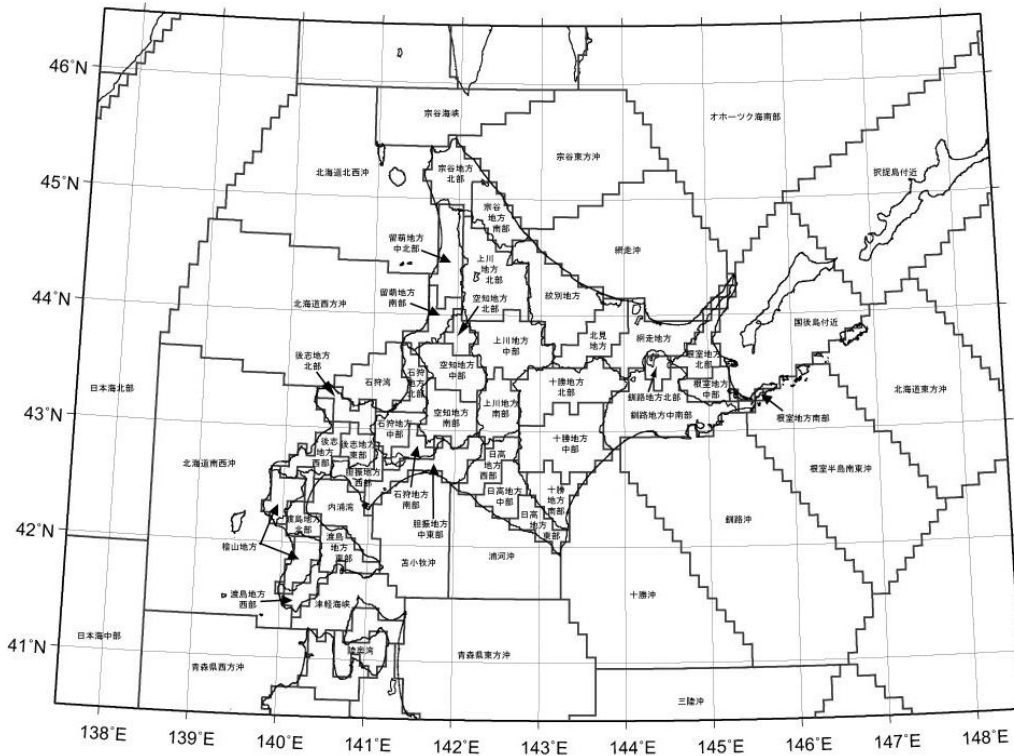 46˚N
宗谷海峡
オホーツク海南部
宗谷東方沖
北海道北西沖
宗谷地方
北部
択捉島付近
45˚N
宗谷
地方
南部
留萌地方
中北部
網走沖
上川
地方
北部
44˚N
留萌地方
南部
空知地方
北部
紋別地方
北海道西方沖
国後島付近
北見
地方
網走地方
上川地方
中部
後志地方
北部
根室地方
北部
日本海北部
石狩湾
石狩
地方
北部
空知地方
中部
十勝地方
北部
根室地方
中部
北海道東方沖
釧路地方北部
上川地方
南部
43˚N
空知地方
南部
釧路地方中南部
根室地方南部
石狩地方
中部
後志
地方
西部
後志地方
東部
十勝地方
中部
北海道南西沖
日高
地方
西部
根室半島南東沖
胆振地方
西部
石狩地方
南部
日高地方
中部
十勝
地方
南部
内浦湾
42˚N
渡島地方
北部
胆振地方
中東部
日高
地方
東部
釧路沖
渡島
地方
東部
檜山地方
苫小牧沖
浦河沖
渡島地方
西部
津軽海峡
十勝沖
41˚N
日本海中部
陸奥湾
青森県東方沖
青森県西方沖
三陸沖
138˚E
139˚E
140˚E
141˚E
142˚E
143˚E
144˚E
145˚E
146˚E
147˚E
148˚E